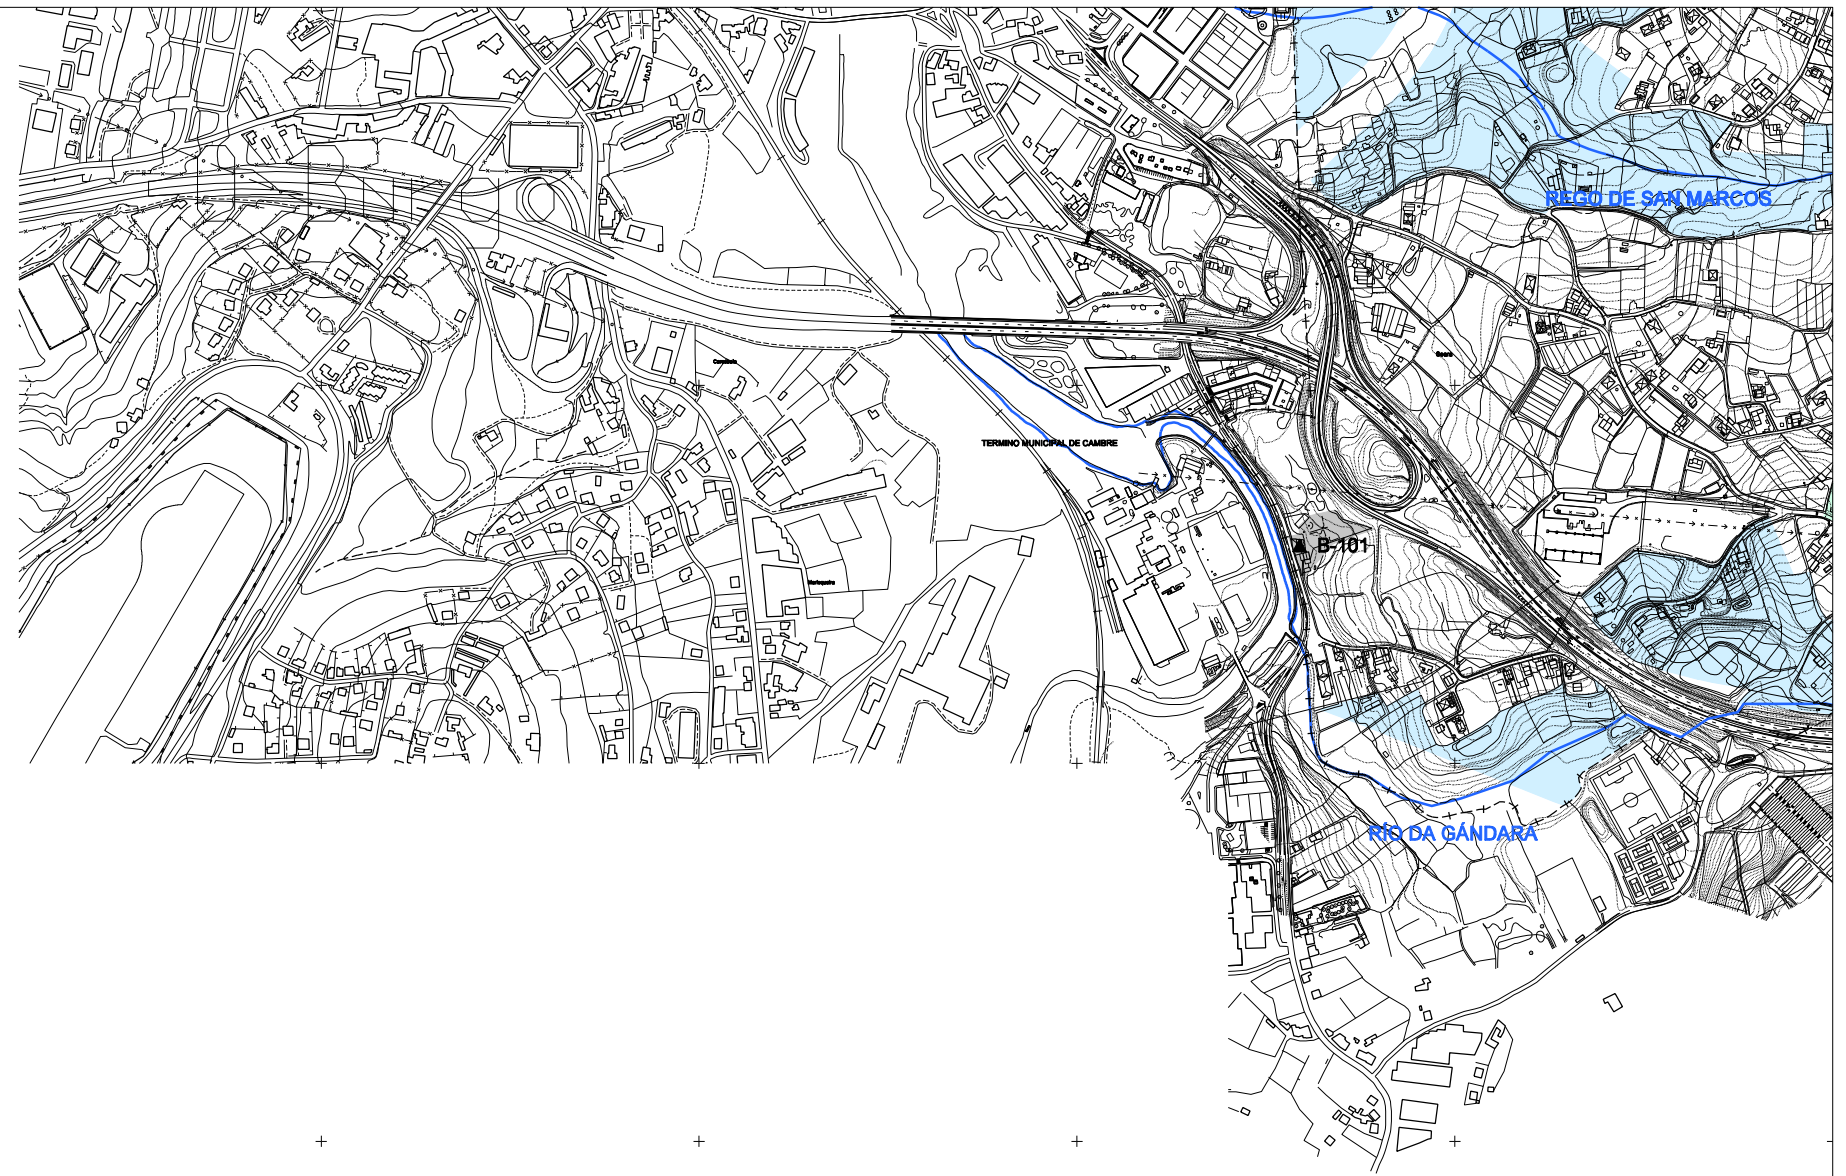 REGO DE SAN MARCOS
TERMINO MUNICIPAL DE CAMBRE
B-101
RÍO DA GÁNDARA